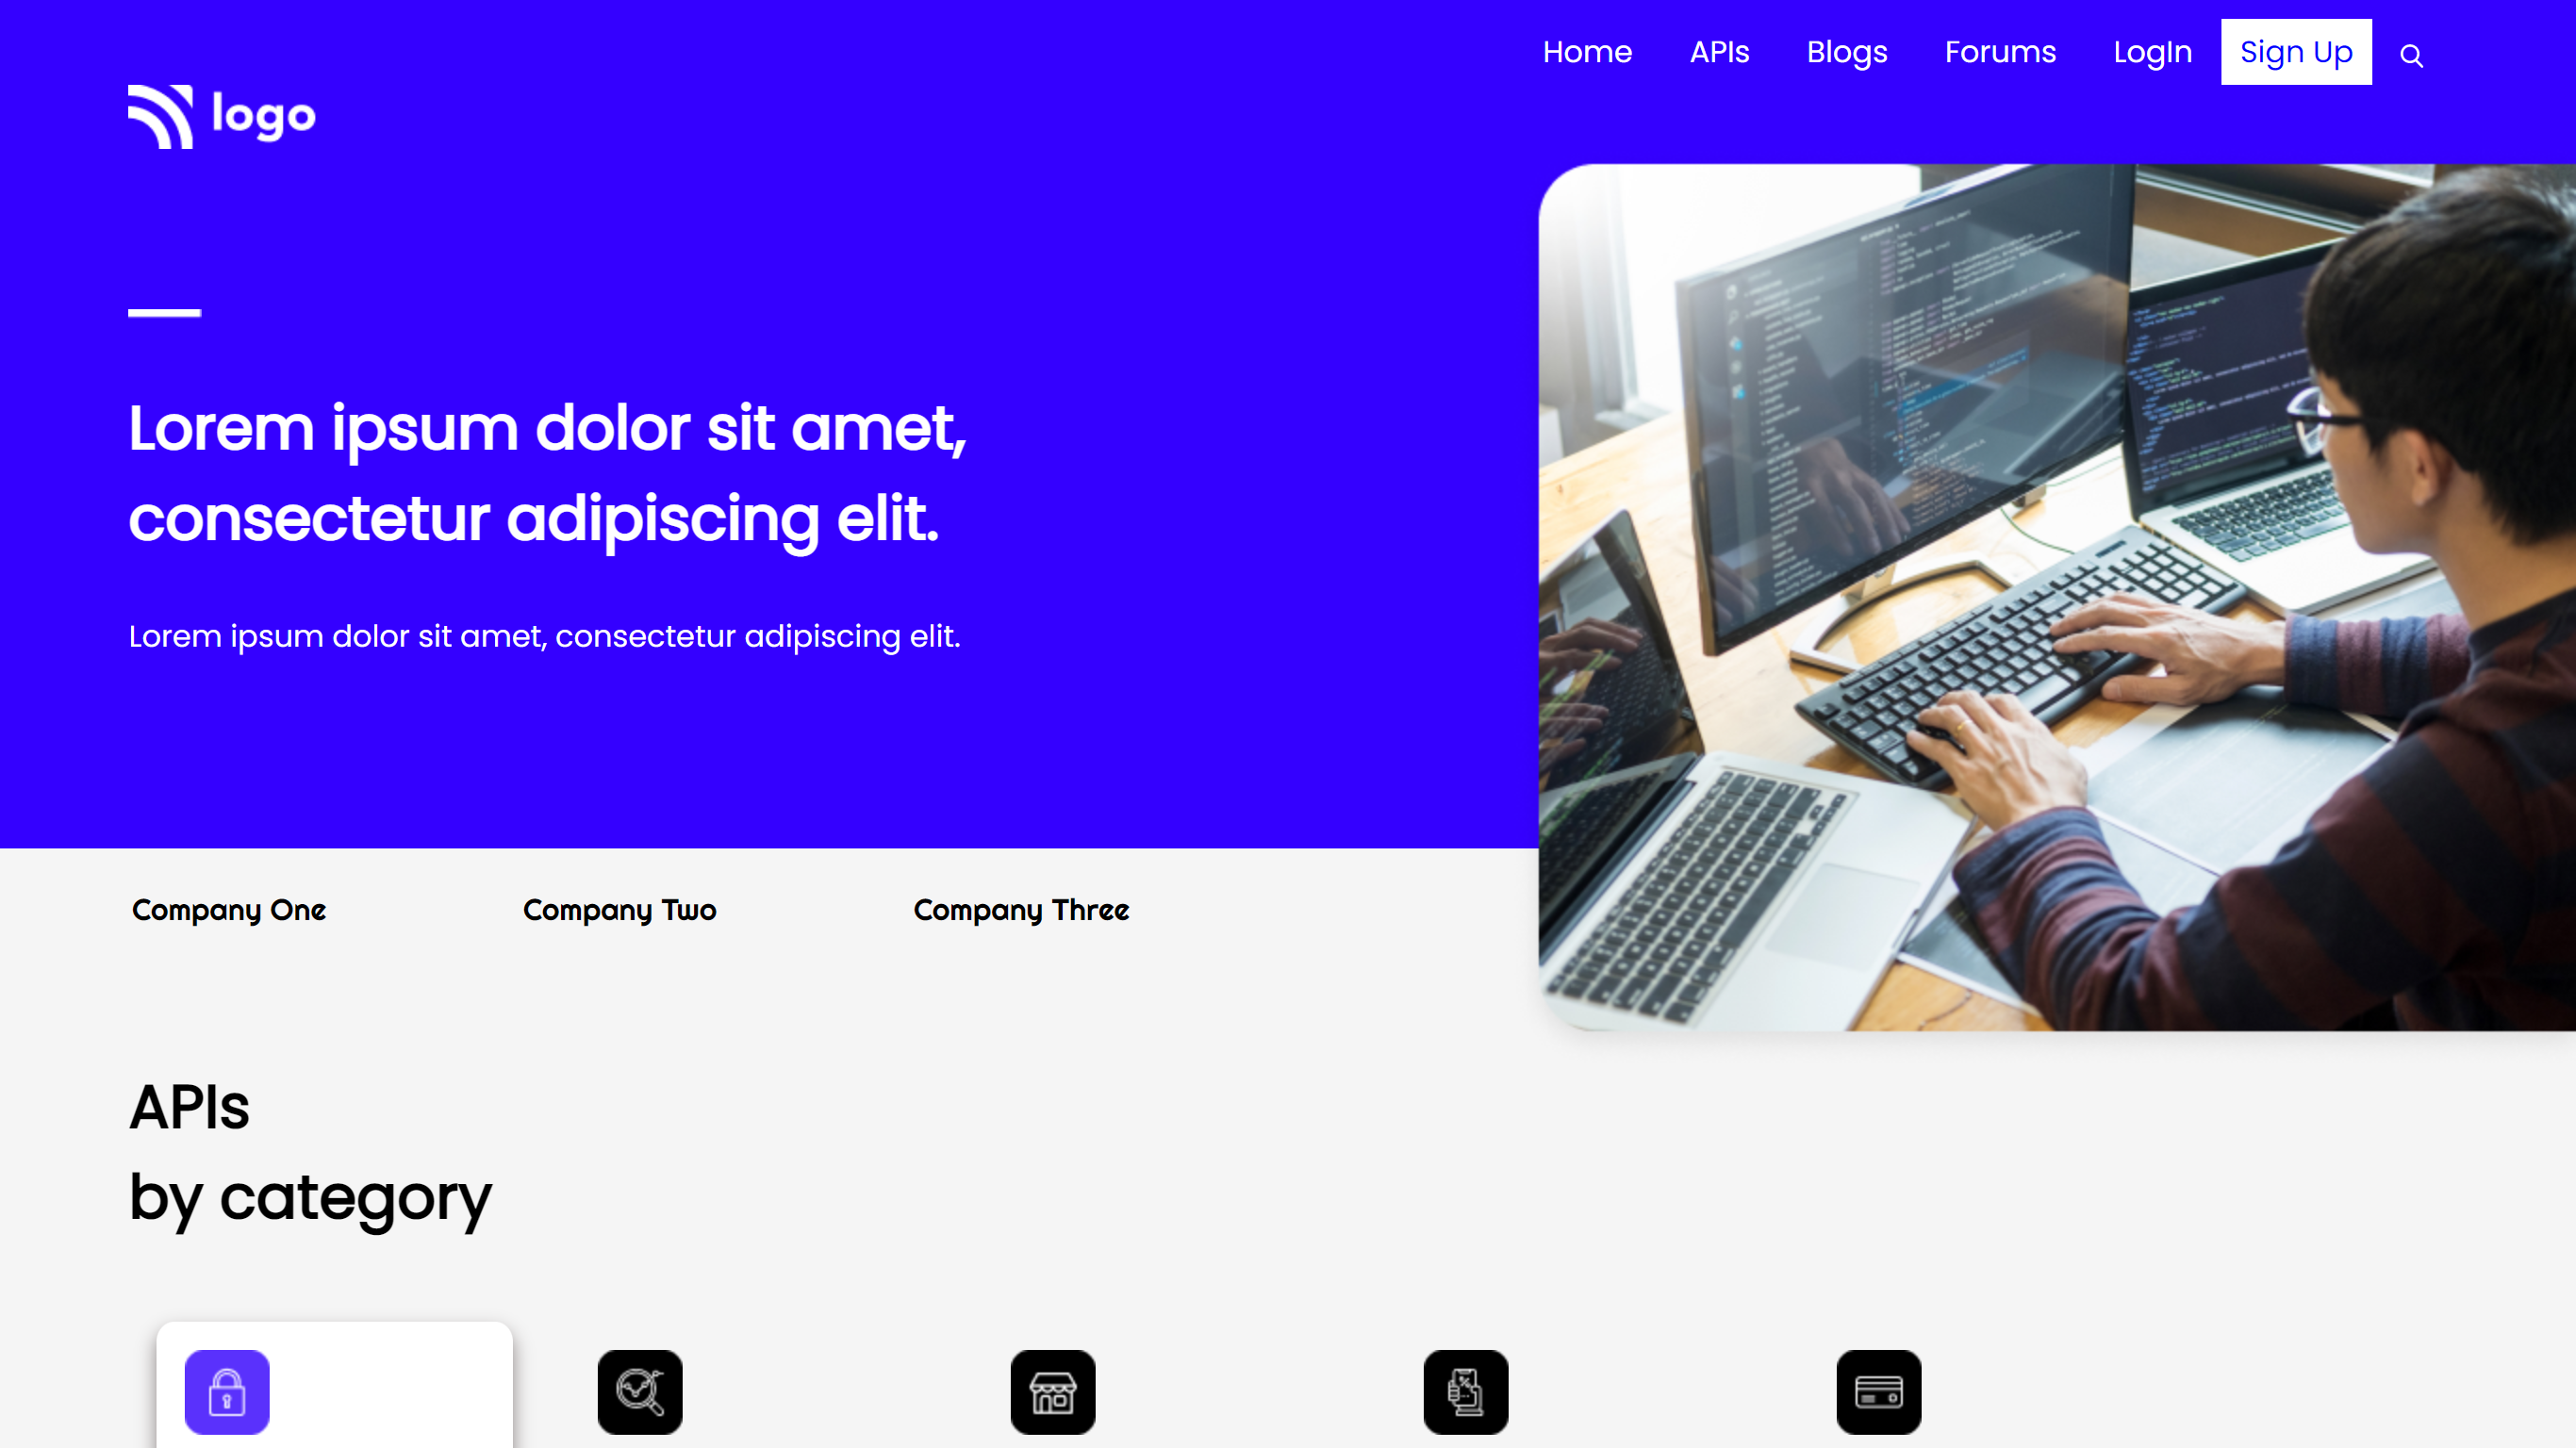 Home APIs Blogs Forums LogIn Sign Up
logo
Lorem ipsum dolor sit amet,
consectetur adipiscing elit.
Lorem ipsum dolor sit amet, consectetur adipiscing elit.
Company One Company Two Company Three
APIs
by category